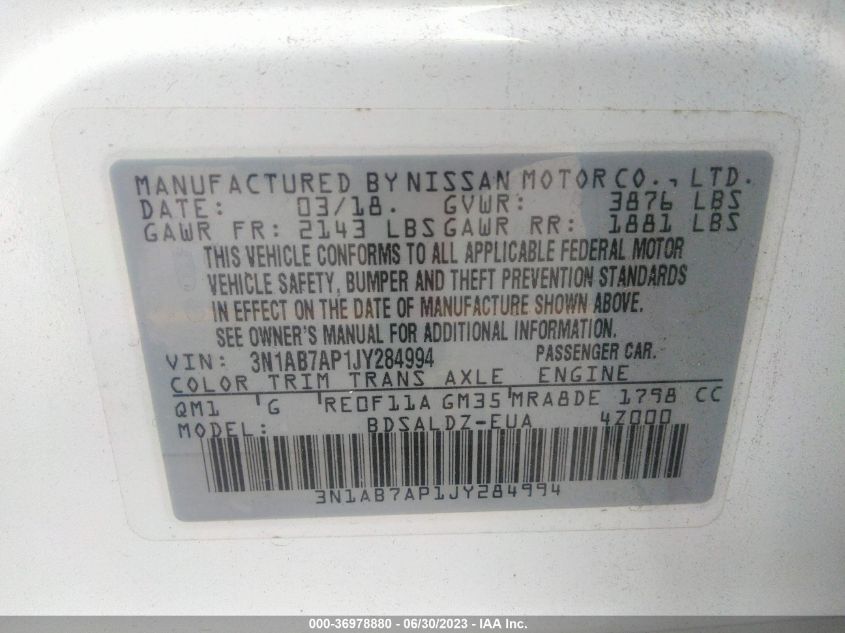 MANUFACTURED BY NISSAN MOTOR CO., LTD.
DATE: 03/18. GVWR: 3876 LBS
GAWR FR: 2143 LBS GAWR RR: 1881 LBS
THIS VEHICLE CONFORMS TO ALL APPLICABLE FEDERAL MOTOR
VEHICLE SAFETY, BUMPER AND THEFT PREVENTION STANDARDS
IN EFFECT ON THE DATE OF MANUFACTURE SHOWN ABOVE.
SEE OWNER'S MANUAL FOR ADDITIONAL INFORMATION.
VIN: 3N1AB7AP1JY284994 PASSENGER CAR.
COLOR TRIM TRANS AXLE ENGINE
QM1 G RE0F11A GM35 MRA8DE 1798 CC
MODEL: BDSALDZ-EUA 4Z000
3N1AB7AP1JY284994
000-36978880 - 06/30/2023 - IAA Inc.